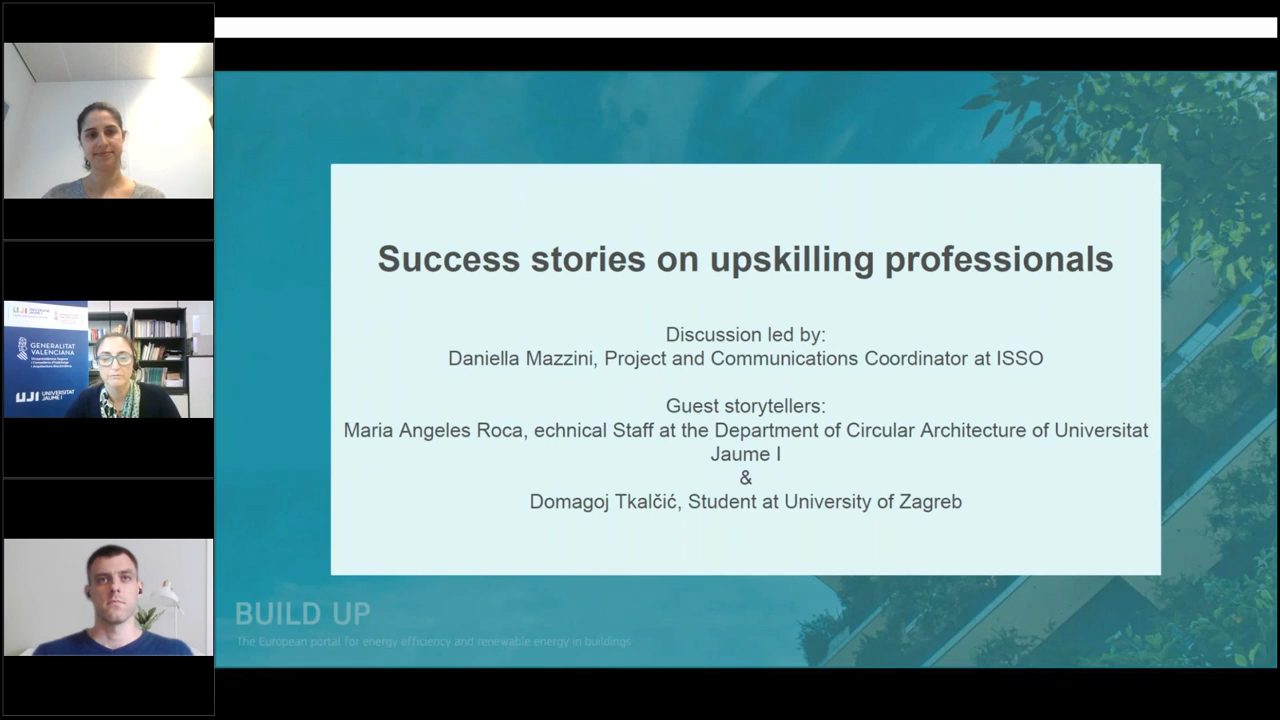 Success stories on upskilling professionals
Discussion led by:
Daniella Mazzini, Project and Communications Coordinator at ISSO
Guest storytellers:
Maria Angeles Roca, echnical Staff at the Department of Circular Architecture of Universitat
Jaume I
&
Domagoj Tkalčić, Student at University of Zagreb
BUILD UP
The European portal for energy efficiency and renewable energy in buildings
UJI
GENERALITAT
VALENCIANA
UJI UNIVERSITAT
JAUME I